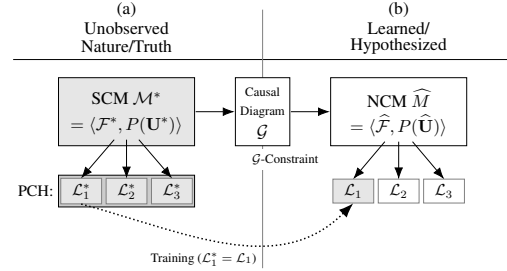 (a)
Unobserved
Nature/Truth
(b)
Learned/
Hypothesized
SCM ℳ*
= ⟨ℱ*, P(U*)⟩
Causal
Diagram
𝒢
NCM M̂
= ⟨ℱ̂, P(Û)⟩
𝒢-Constraint
PCH:
ℒ₁*
ℒ₂*
ℒ₃*
ℒ₁
ℒ₂
ℒ₃
Training (ℒ₁* = ℒ₁)